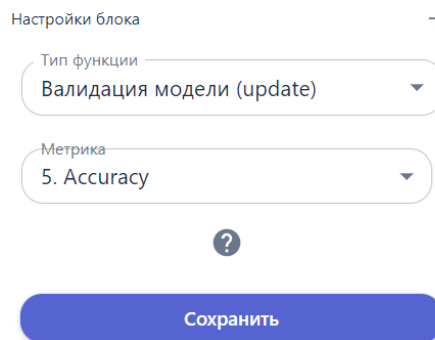 Настройки блока
Тип функции
Валидация модели (update)
Метрика
5. Accuracy
?
Сохранить